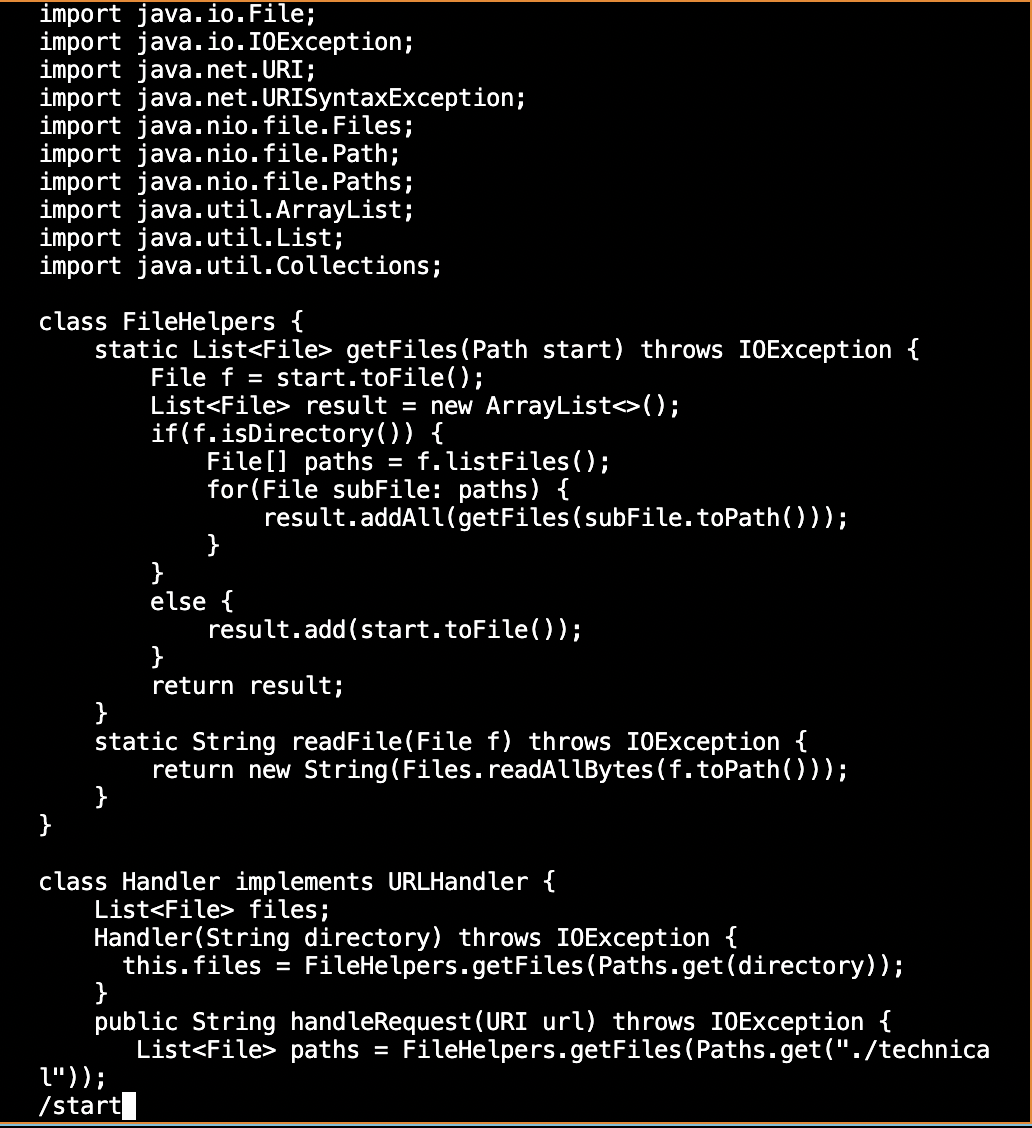 import java.io.File;
import java.io.IOException;
import java.net.URI;
import java.net.URISyntaxException;
import java.nio.file.Files;
import java.nio.file.Path;
import java.nio.file.Paths;
import java.util.ArrayList;
import java.util.List;
import java.util.Collections;

class FileHelpers {
    static List<File> getFiles(Path start) throws IOException {
        File f = start.toFile();
        List<File> result = new ArrayList<>();
        if(f.isDirectory()) {
            File[] paths = f.listFiles();
            for(File subFile: paths) {
                result.addAll(getFiles(subFile.toPath()));
            }
        }
        else {
            result.add(start.toFile());
        }
        return result;
    }
    static String readFile(File f) throws IOException {
        return new String(Files.readAllBytes(f.toPath()));
    }
}

class Handler implements URLHandler {
    List<File> files;
    Handler(String directory) throws IOException {
      this.files = FileHelpers.getFiles(Paths.get(directory));
    }
    public String handleRequest(URI url) throws IOException {
       List<File> paths = FileHelpers.getFiles(Paths.get("./technica
l"));
/start